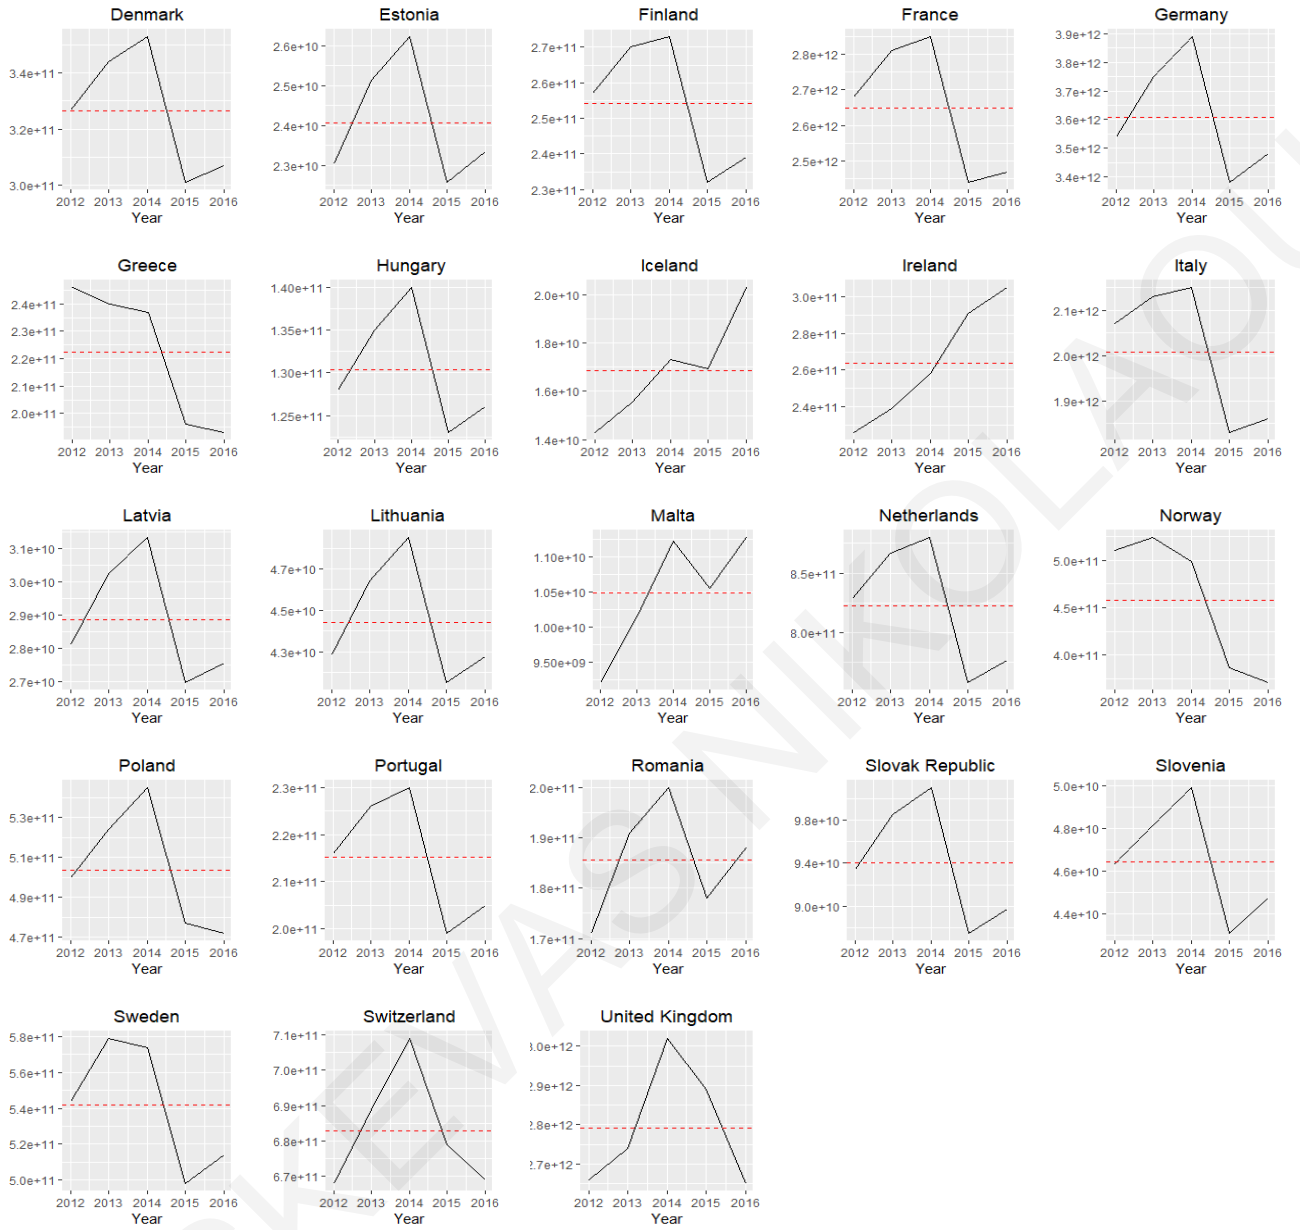 Denmark
3.4e+11
3.2e+11
3.0e+11
2012 2013 2014 2015 2016
Year
Estonia
2.6e+10
2.5e+10
2.4e+10
2.3e+10
2012 2013 2014 2015 2016
Year
Finland
2.7e+11
2.6e+11
2.5e+11
2.4e+11
2.3e+11
2012 2013 2014 2015 2016
Year
France
2.8e+12
2.7e+12
2.6e+12
2.5e+12
2012 2013 2014 2015 2016
Year
Germany
3.9e+12
3.8e+12
3.7e+12
3.6e+12
3.5e+12
3.4e+12
2012 2013 2014 2015 2016
Year
Greece
2.4e+11
2.3e+11
2.2e+11
2.1e+11
2.0e+11
2012 2013 2014 2015 2016
Year
Hungary
1.40e+11
1.35e+11
1.30e+11
1.25e+11
2012 2013 2014 2015 2016
Year
Iceland
2.0e+10
1.8e+10
1.6e+10
1.4e+10
2012 2013 2014 2015 2016
Year
Ireland
3.0e+11
2.8e+11
2.6e+11
2.4e+11
2012 2013 2014 2015 2016
Year
Italy
2.1e+12
2.0e+12
1.9e+12
2012 2013 2014 2015 2016
Year
Latvia
3.1e+10
3.0e+10
2.9e+10
2.8e+10
2.7e+10
2012 2013 2014 2015 2016
Year
Lithuania
4.7e+10
4.5e+10
4.3e+10
2012 2013 2014 2015 2016
Year
Malta
1.10e+10
1.05e+10
1.00e+10
9.50e+09
2012 2013 2014 2015 2016
Year
Netherlands
8.5e+11
8.0e+11
2012 2013 2014 2015 2016
Year
Norway
5.0e+11
4.5e+11
4.0e+11
2012 2013 2014 2015 2016
Year
Poland
5.3e+11
5.1e+11
4.9e+11
4.7e+11
2012 2013 2014 2015 2016
Year
Portugal
2.3e+11
2.2e+11
2.1e+11
2.0e+11
2012 2013 2014 2015 2016
Year
Romania
2.0e+11
1.9e+11
1.8e+11
1.7e+11
2012 2013 2014 2015 2016
Year
Slovak Republic
9.8e+10
9.4e+10
9.0e+10
2012 2013 2014 2015 2016
Year
Slovenia
5.0e+10
4.8e+10
4.6e+10
4.4e+10
2012 2013 2014 2015 2016
Year
Sweden
5.8e+11
5.6e+11
5.4e+11
5.2e+11
5.0e+11
2012 2013 2014 2015 2016
Year
Switzerland
7.1e+11
7.0e+11
6.9e+11
6.8e+11
6.7e+11
2012 2013 2014 2015 2016
Year
United Kingdom
3.0e+12
2.9e+12
2.8e+12
2.7e+12
2012 2013 2014 2015 2016
Year
KEVAS NIKOLAOU